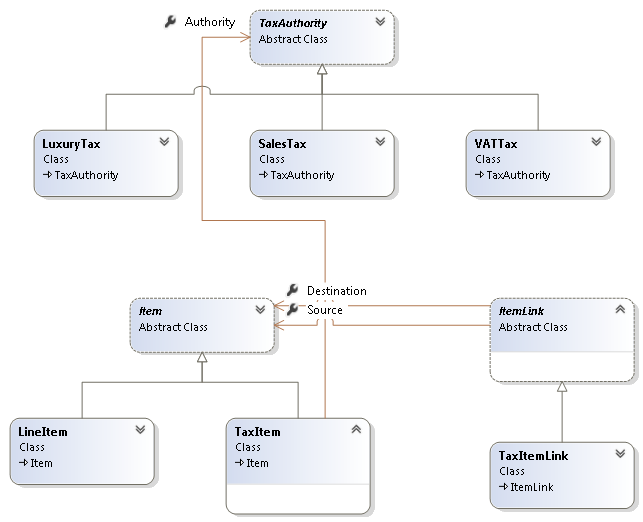 Authority
TaxAuthority
Abstract Class
LuxuryTax
Class
TaxAuthority
SalesTax
Class
TaxAuthority
VATTax
Class
TaxAuthority
Destination
Source
Item
Abstract Class
ItemLink
Abstract Class
LineItem
Class
Item
TaxItem
Class
Item
TaxItemLink
Class
ItemLink